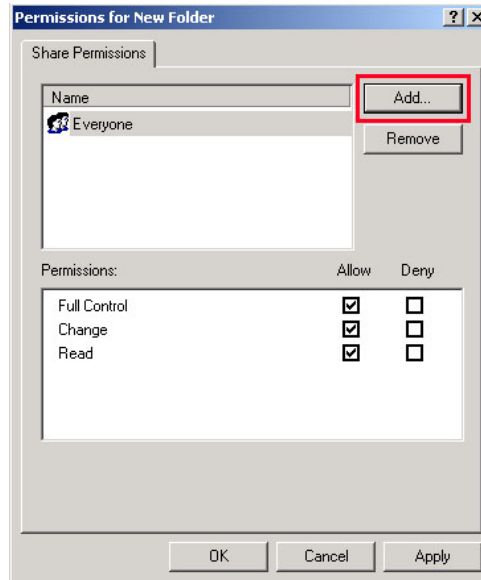 Permissions for New Folder
Share Permissions
Name Add...
Everyone
Remove
Permissions: Allow Deny
Full Control
Change
Read
OK Cancel Apply